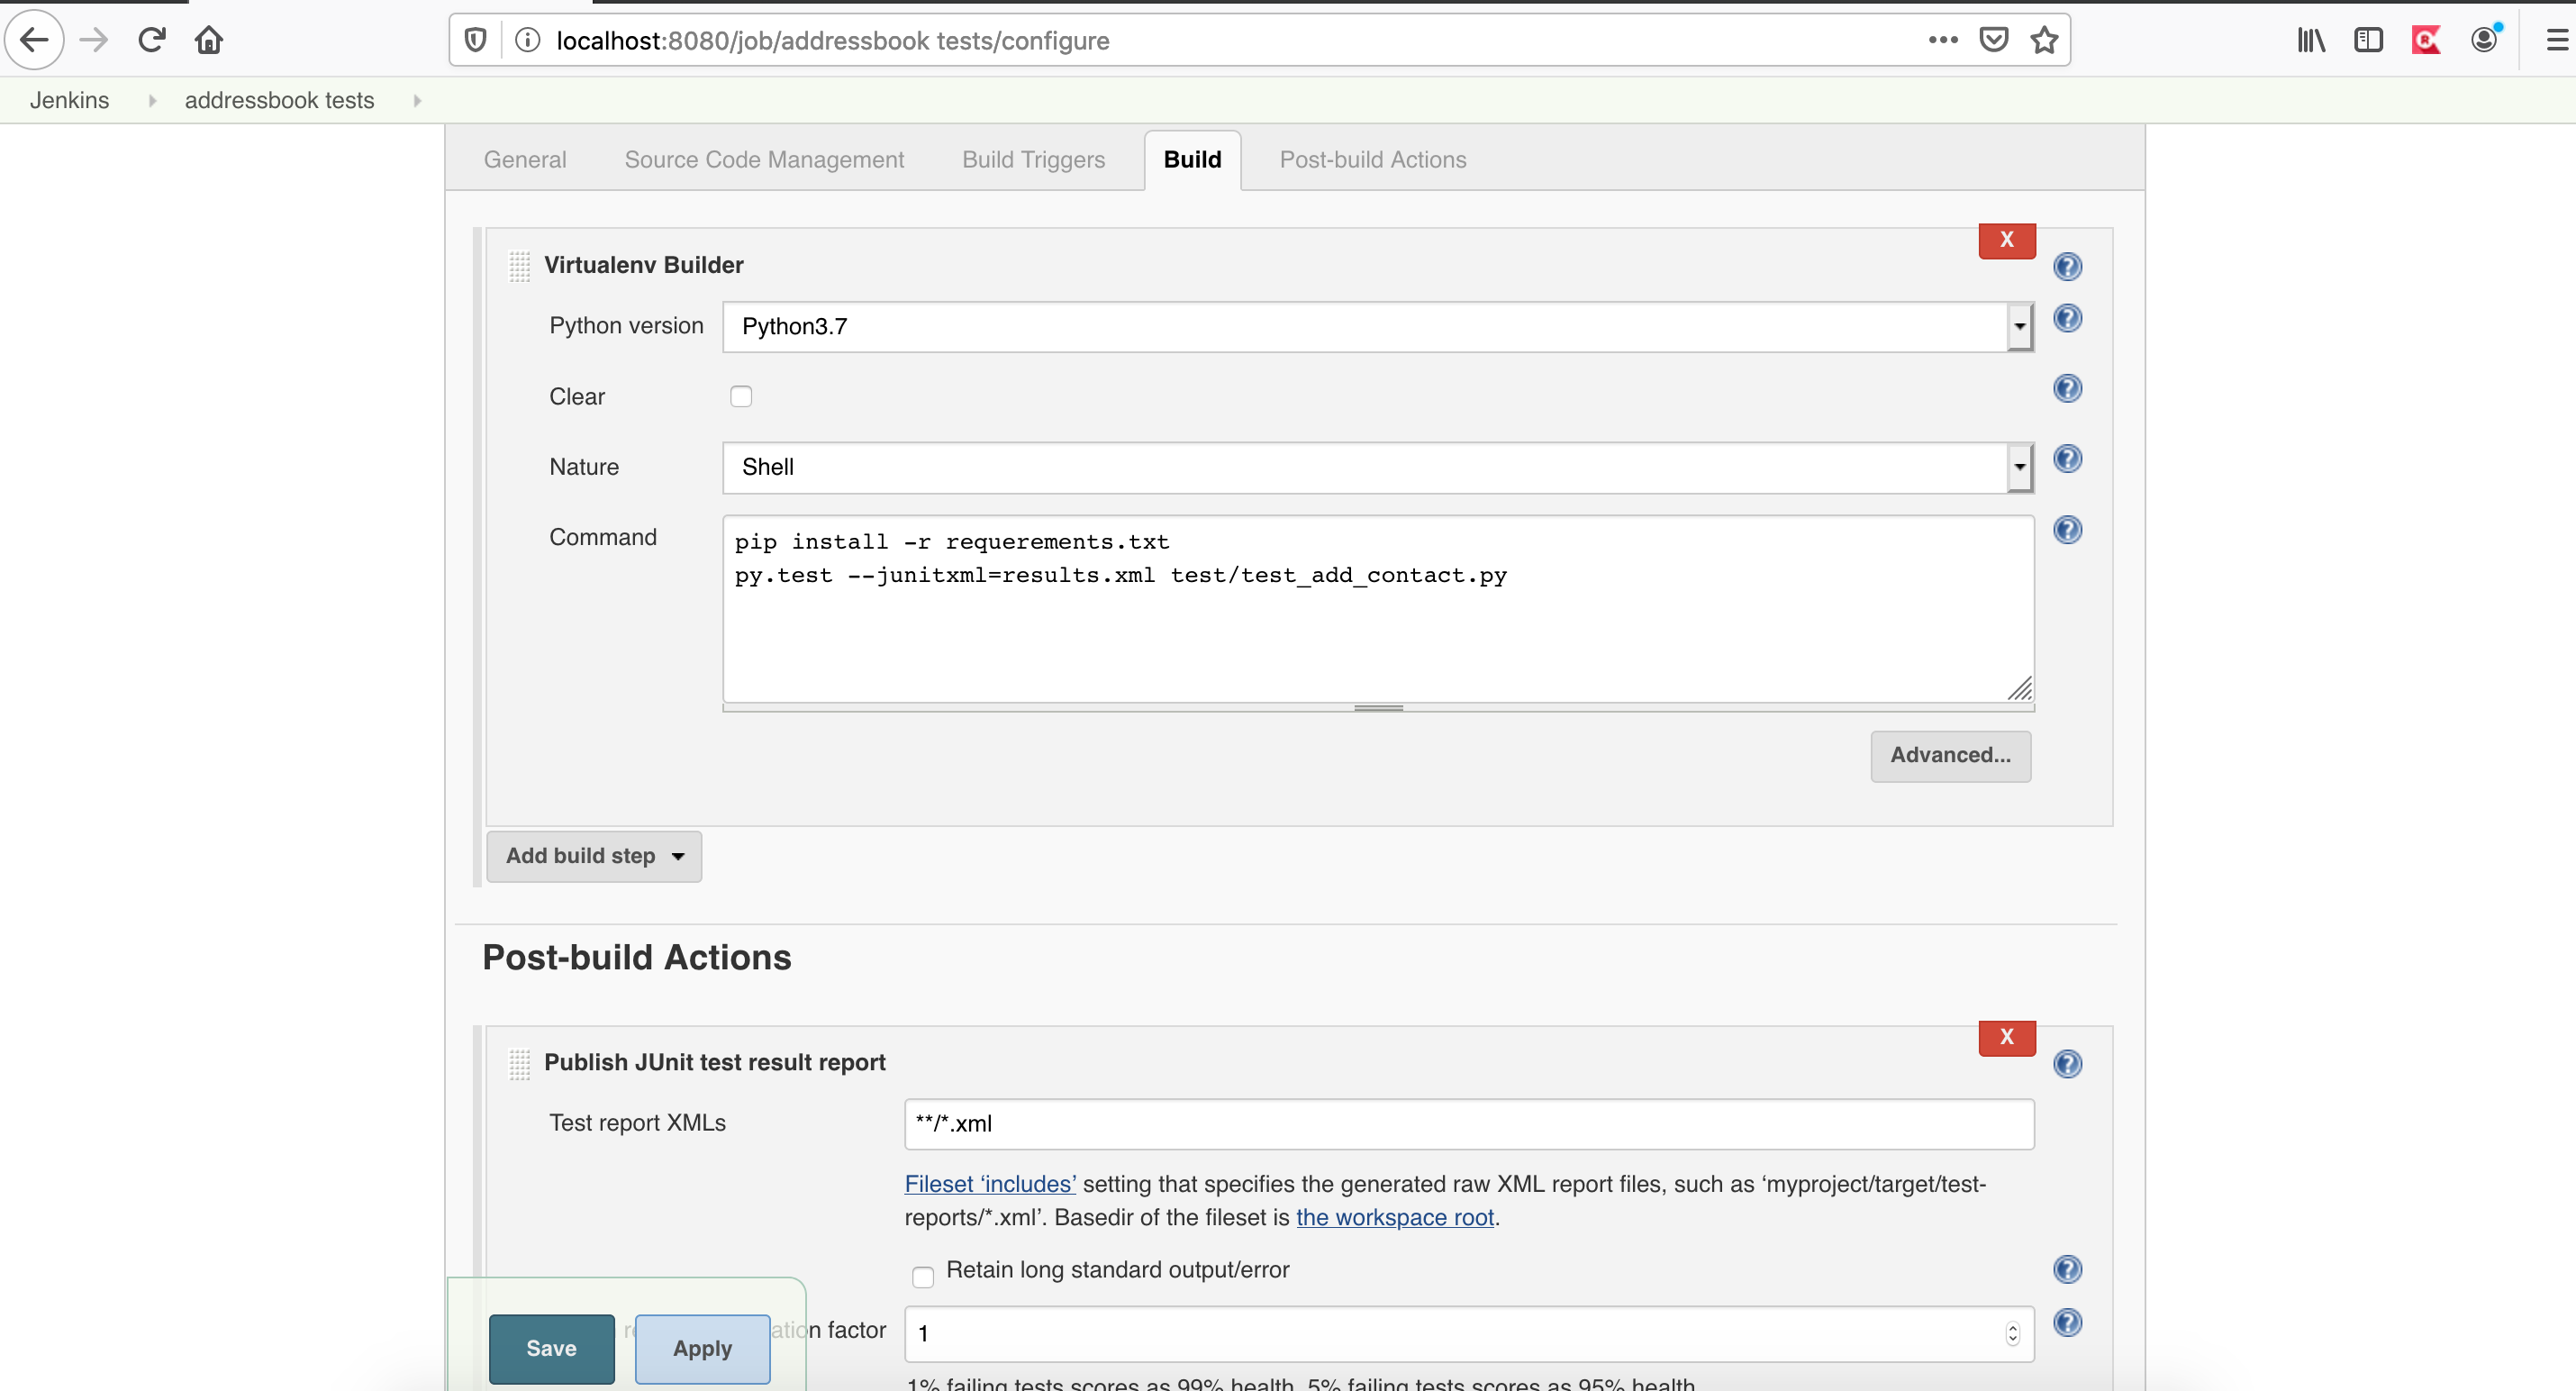 localhost:8080/job/addressbook tests/configure
Jenkins addressbook tests
General Source Code Management Build Triggers Build Post-build Actions
X
Virtualenv Builder
Python version Python3.7
Clear
Nature Shell
Command
pip install -r requerements.txt
py.test --junitxml=results.xml test/test_add_contact.py
Advanced...
Add build step
Post-build Actions
X
Publish JUnit test result report
Test report XMLs **/*.xml
Fileset ‘includes’ setting that specifies the generated raw XML report files, such as ‘myproject/target/test-
reports/*.xml’. Basedir of the fileset is the workspace root.
Retain long standard output/error
factor 1
Save Apply
1% failing tests scores as 99% health. 5% failing tests scores as 95% health